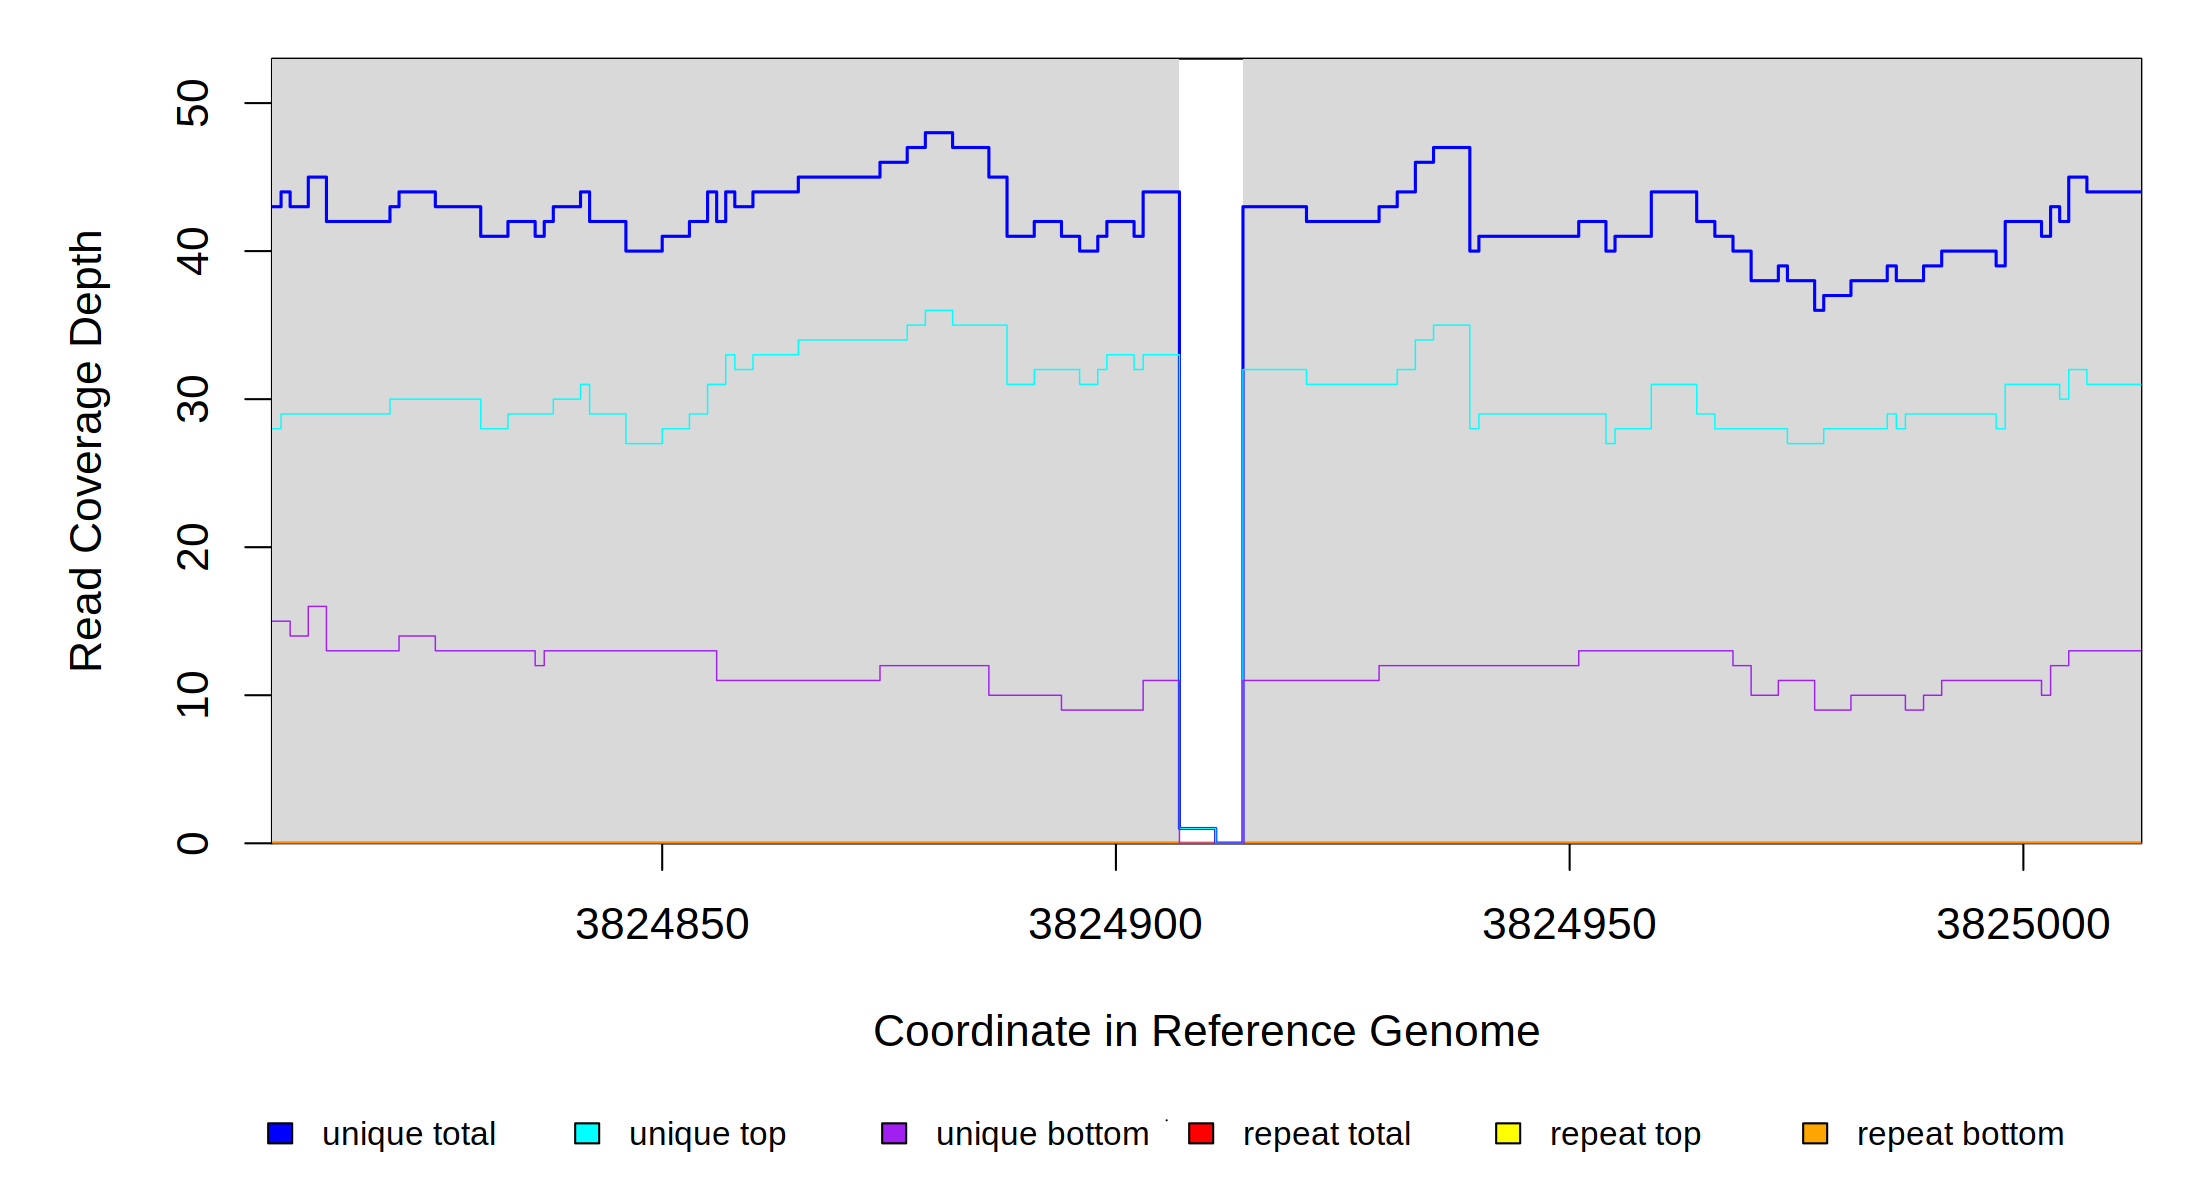 Read Coverage Depth
50
40
30
20
10
0
3824850 3824900 3824950 3825000
Coordinate in Reference Genome
unique total unique top unique bottom repeat total repeat top repeat bottom